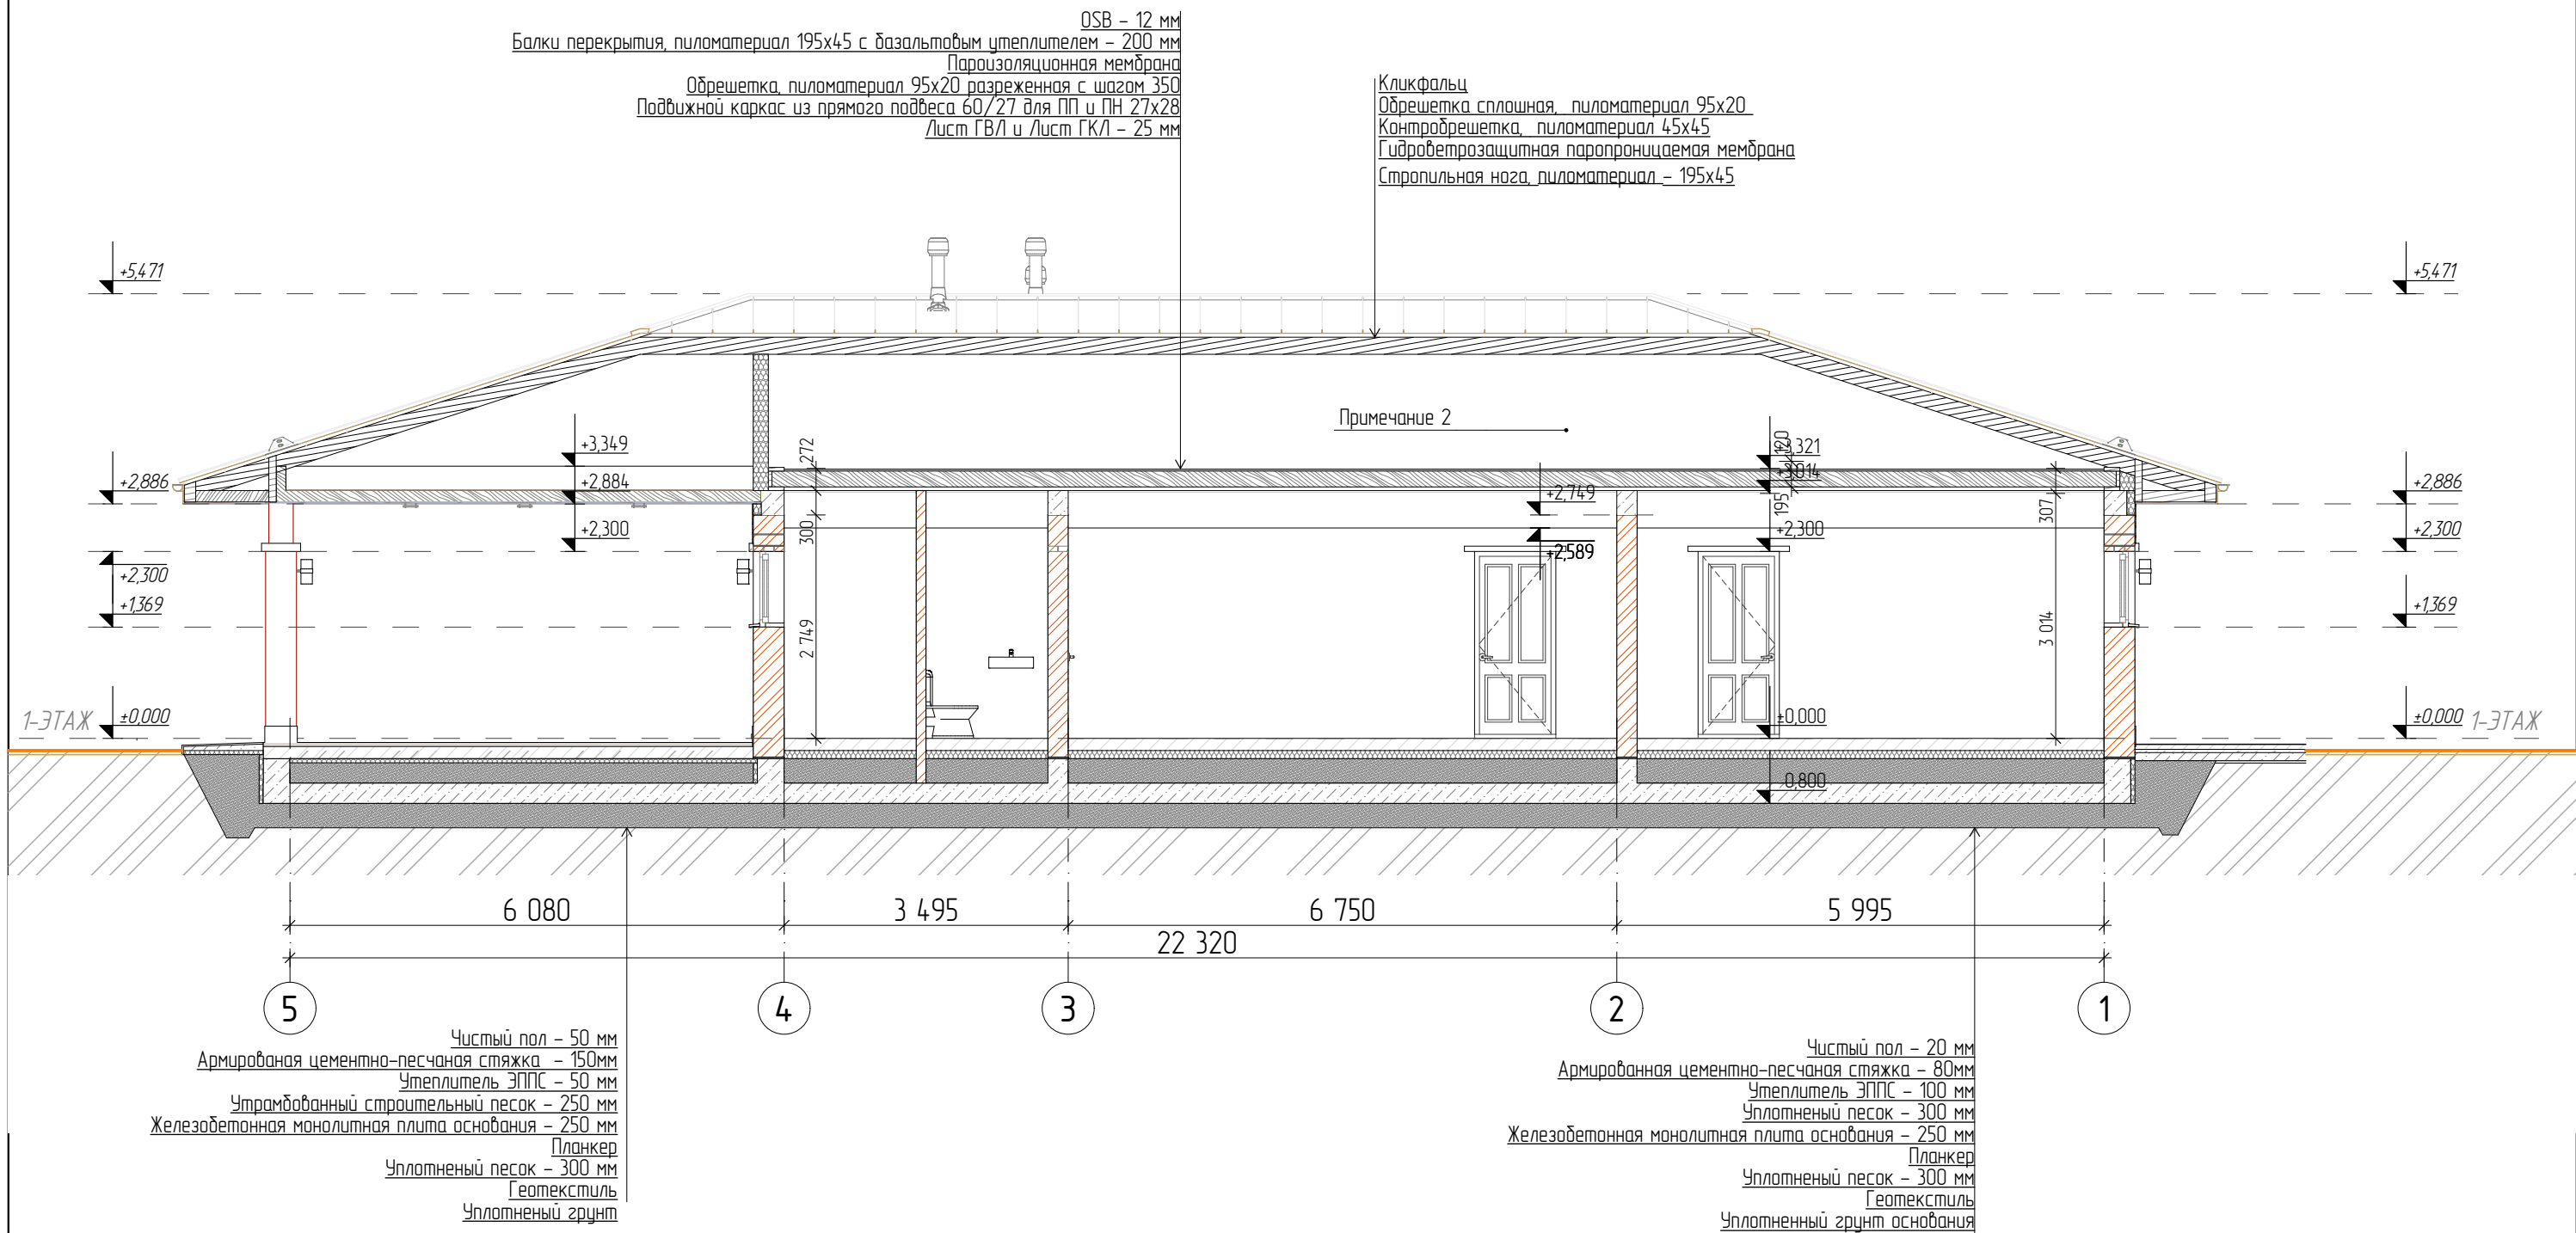 OSB – 12 мм
Балки перекрытия, пиломатериал 195х45 с базальтовым утеплителем – 200 мм
Пароизоляционная мембрана
Обрешетка, пиломатериал 95х20 разреженная с шагом 350
Подвижной каркас из прямого подвеса 60/27 для ПП и ПН 27х28
Лист ГВЛ и Лист ГКЛ – 25 мм
Кликфальц
Обрешетка сплошная, пиломатериал 95х20
Контробрешетка, пиломатериал 45х45
Гидроветрозащитная паропроницаемая мембрана
Стропильная нога, пиломатериал – 195х45
+5,471
+5,471
Примечание 2
+3,349
272
+3,321
120
+3,014
+2,886
+2,884
+2,749
195
307
+2,886
+2,300
300
+2,589
+2,300
+2,300
+2,300
+1,369
2 749
3 014
+1,369
1-ЭТАЖ
±0,000
±0,000
±0,000
1-ЭТАЖ
0,800
6 080
3 495
6 750
5 995
22 320
5
4
3
2
1
Чистый пол – 50 мм
Армированая цементно-песчаная стяжка – 150мм
Утеплитель ЭППС – 50 мм
Утрамбованный строительный песок – 250 мм
Железобетонная монолитная плита основания – 250 мм
Планкер
Уплотненый песок – 300 мм
Геотекстиль
Уплотненый грунт
Чистый пол – 20 мм
Армированная цементно-песчаная стяжка – 80мм
Утеплитель ЭППС – 100 мм
Уплотненый песок – 300 мм
Железобетонная монолитная плита основания – 250 мм
Планкер
Уплотненый песок – 300 мм
Геотекстиль
Уплотненный грунт основания